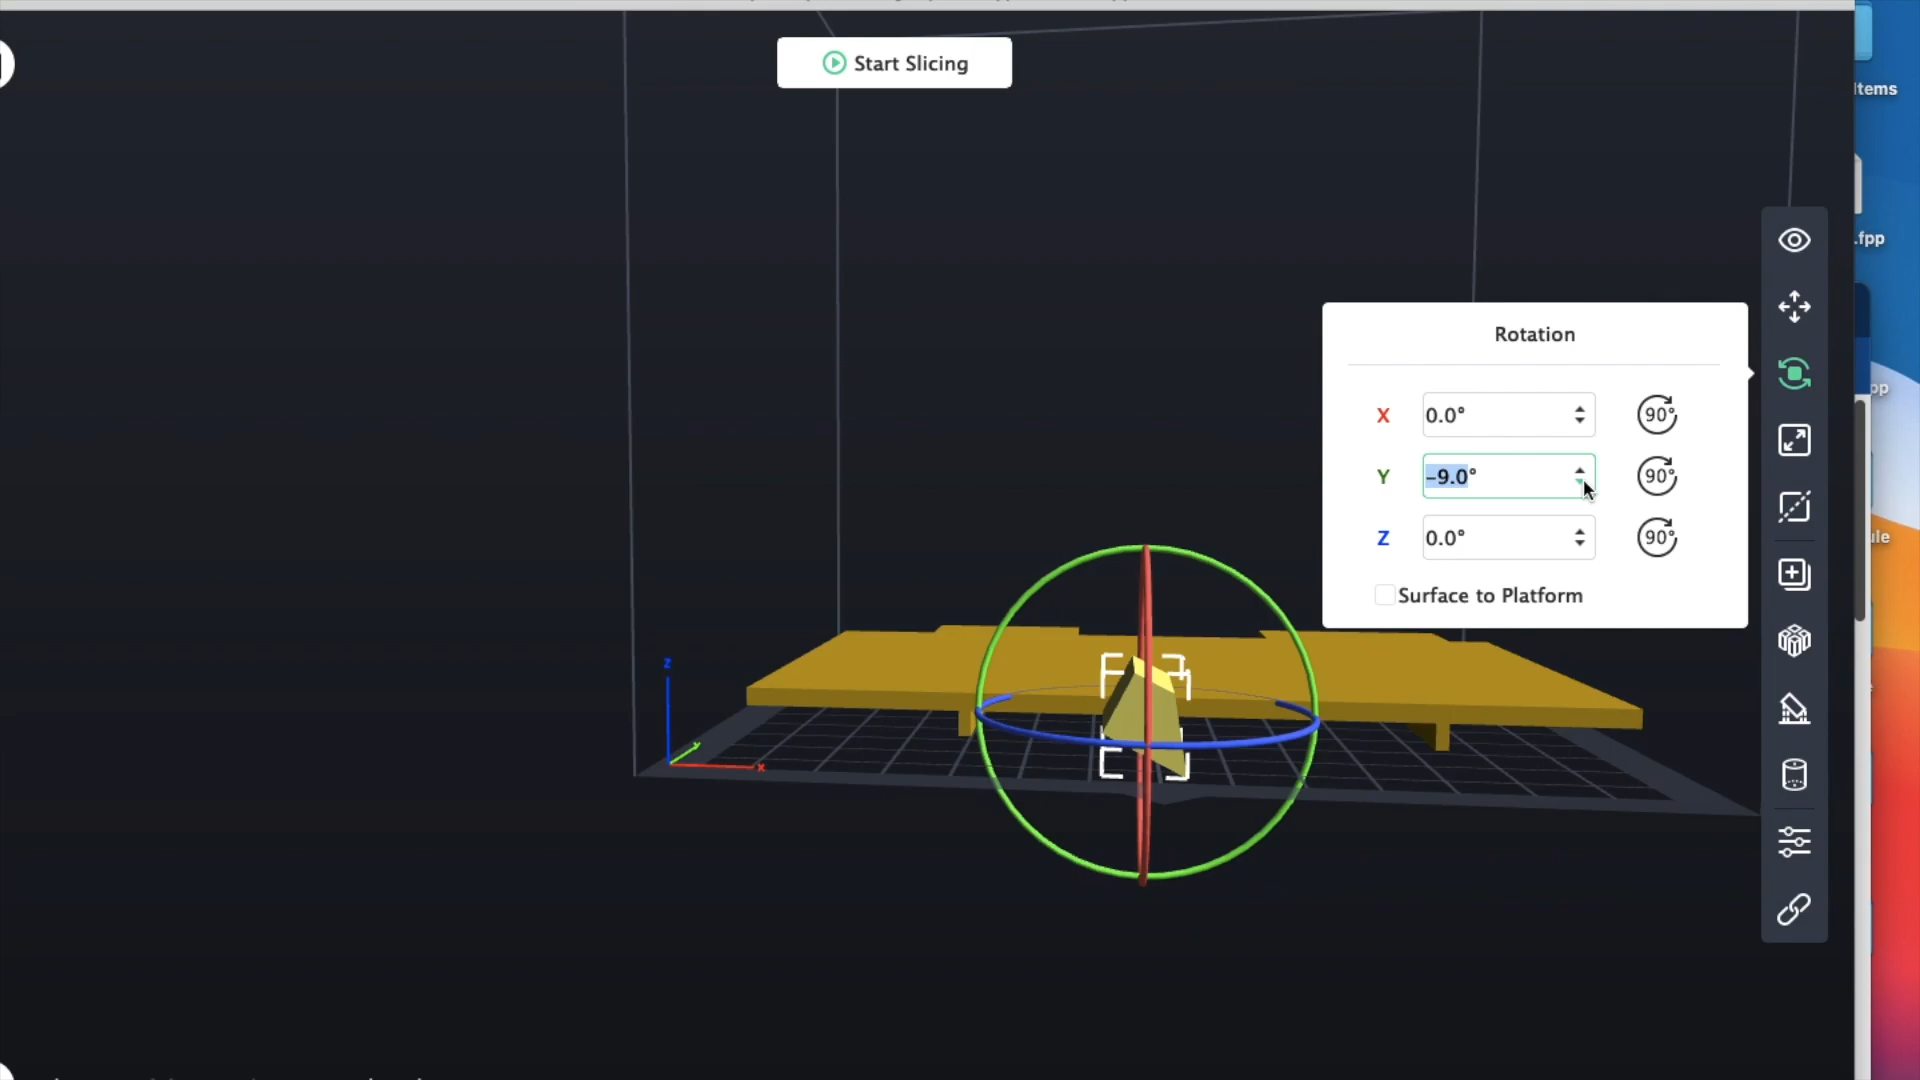 Start Slicing
Items
.fpp
Rotation
X 0.0° 90°
Y -9.0° 90°
Z 0.0° 90°
Surface to Platform
z
y
x